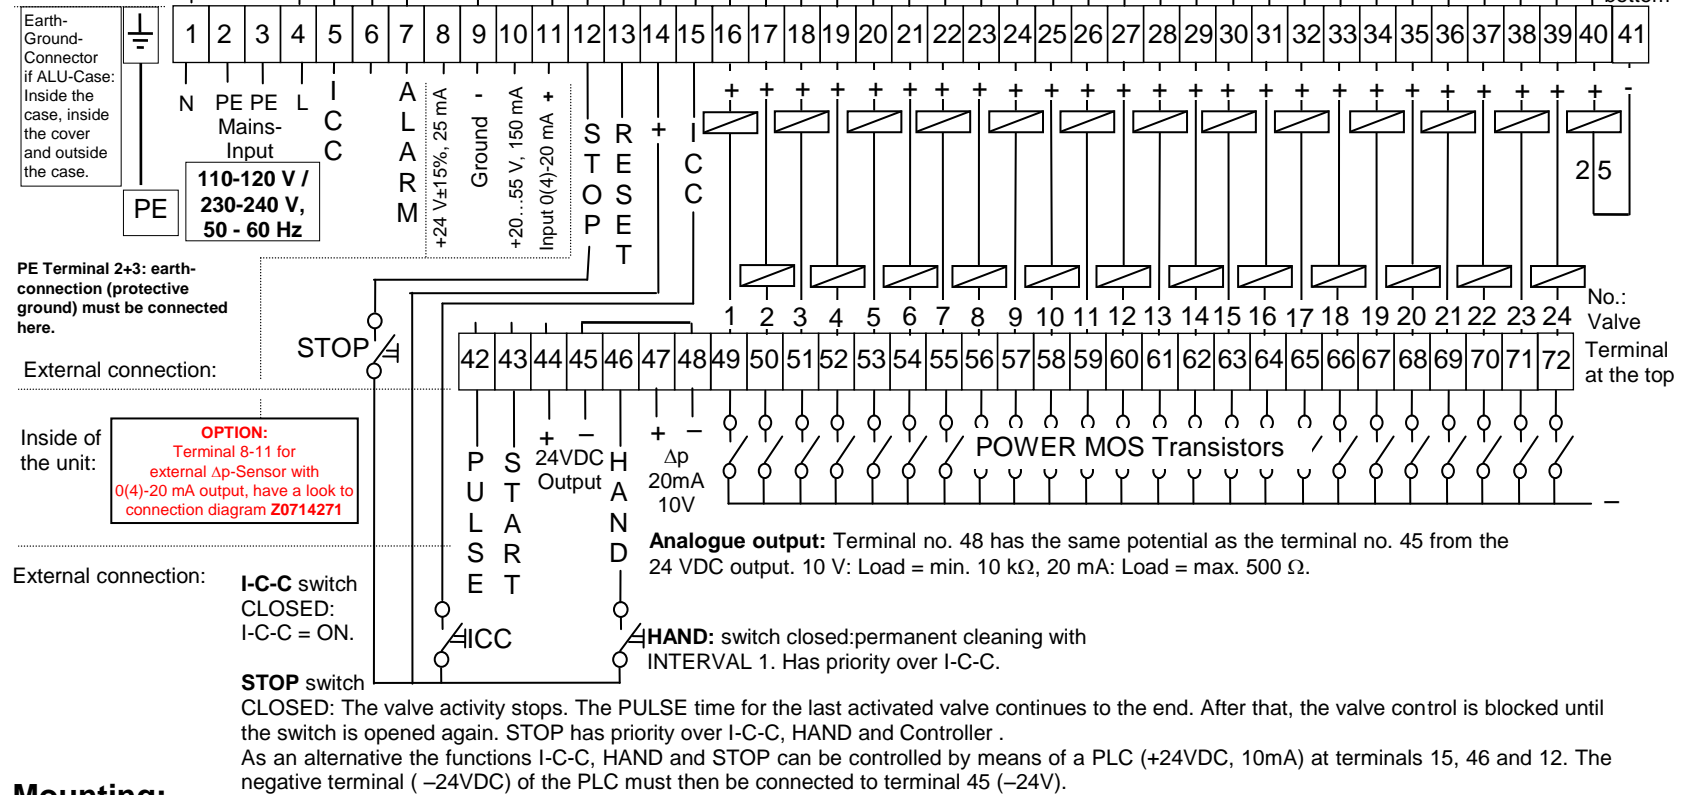 bottom
Earth-
Ground-
Connector
if ALU-Case:
Inside the
case, inside
the cover
and outside
the case.
1 2 3 4 5 6 7 8 9 10 11 12 13 14 15 16 17 18 19 20 21 22 23 24 25 26 27 28 29 30 31 32 33 34 35 36 37 38 39 40 41
N PE PE L
Mains-
Input
110-120 V /
230-240 V,
50 - 60 Hz
PE
ICC
ALARM
+24 V±15%, 25 mA
Ground -
+20...55 V, 150 mA
Input 0(4)-20 mA +
STOP
RESET
+
ICC
+ + + + + + + + + + + + + + + + + + + + + + + + + -
25
PE Terminal 2+3: earth-
connection (protective
ground) must be connected
here.
STOP
External connection:
1 2 3 4 5 6 7 8 9 10 11 12 13 14 15 16 17 18 19 20 21 22 23 24
No.:
Valve
42 43 44 45 46 47 48 49 50 51 52 53 54 55 56 57 58 59 60 61 62 63 64 65 66 67 68 69 70 71 72
Terminal
at the top
Inside of
the unit:
OPTION:
Terminal 8-11 for
external Δp-Sensor with
0(4)-20 mA output, have a look to
connection diagram Z0714271
PULSE
START
+ –
24VDC
Output
HAND
+ –
Δp
20mA
10V
POWER MOS Transistors
–
Analogue output: Terminal no. 48 has the same potential as the terminal no. 45 from the
24 VDC output. 10 V: Load = min. 10 kΩ, 20 mA: Load = max. 500 Ω.
External connection:
I-C-C switch
CLOSED:
I-C-C = ON.
ICC
HAND: switch closed:permanent cleaning with
INTERVAL 1. Has priority over I-C-C.
STOP switch
CLOSED: The valve activity stops. The PULSE time for the last activated valve continues to the end. After that, the valve control is blocked until
the switch is opened again. STOP has priority over I-C-C, HAND and Controller .
As an alternative the functions I-C-C, HAND and STOP can be controlled by means of a PLC (+24VDC, 10mA) at terminals 15, 46 and 12. The
negative terminal ( –24VDC) of the PLC must then be connected to terminal 45 (–24V).
Mounting: